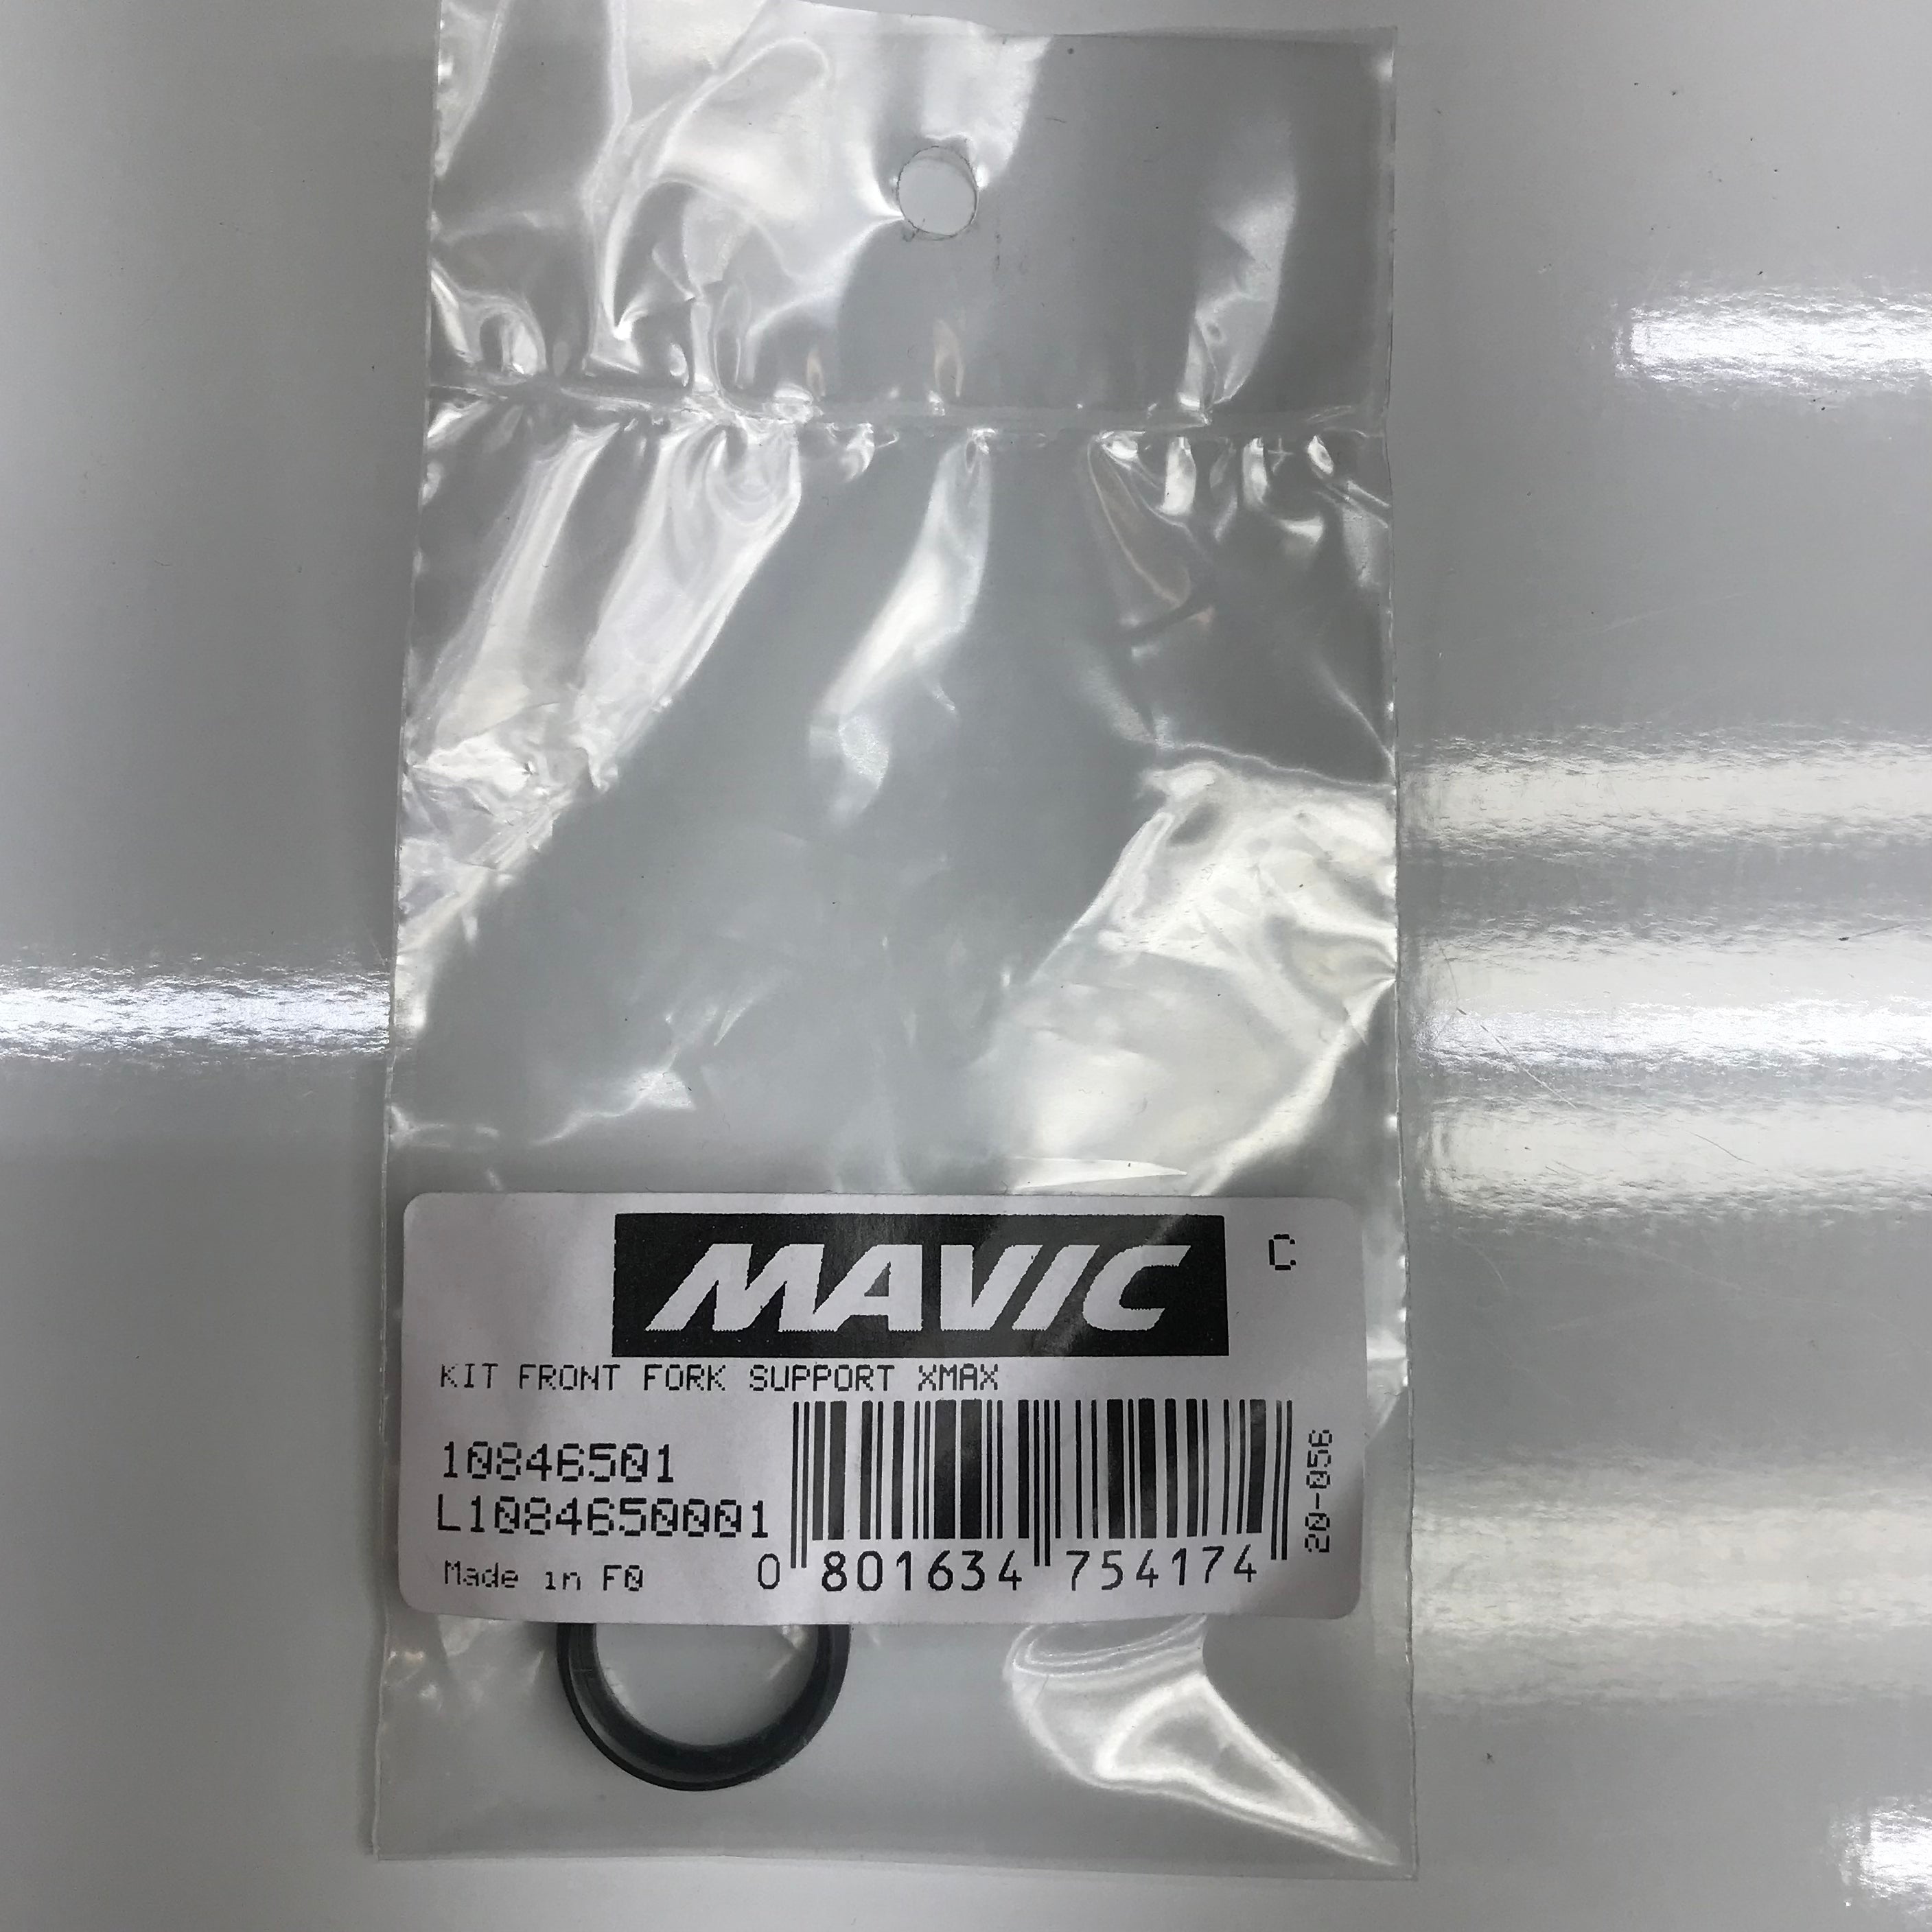 MAVIC
C
KIT FRONT FORK SUPPORT XMAX
10846501
L1084650001
Made in F0
0 801634 754174
20-056